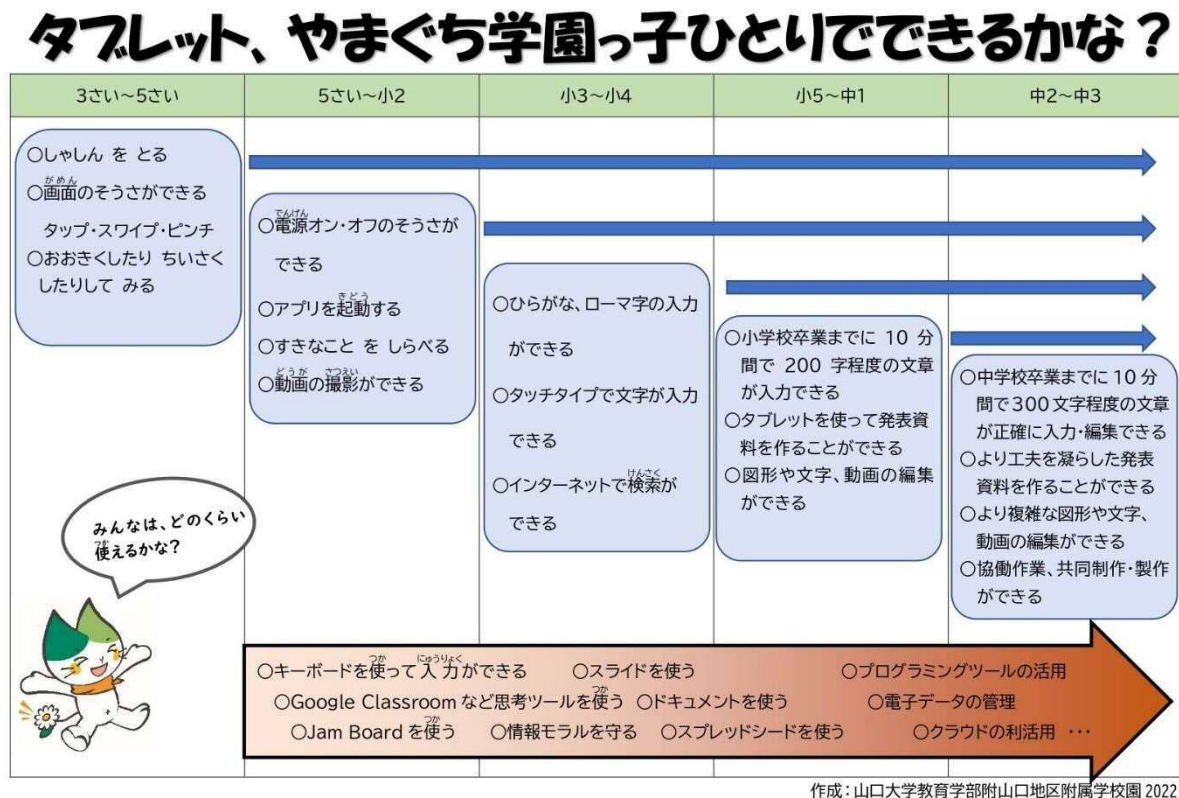 タブレット、やまぐち学園っ子ひとりでできるかな？
3さい～5さい
5さい～小2
小3～小4
小5～中1
中2～中3
○しゃしん を とる
○画面のそうさができる
タップ・スワイプ・ピンチ
○おおきくしたり ちいさく
したりして みる
○電源オン・オフのそうさが
できる
○アプリを起動する
○すきなこと を しらべる
○動画の撮影ができる
○ひらがな、ローマ字の入力
ができる
○タッチタイプで文字が入力
できる
○インターネットで検索が
できる
○小学校卒業までに 10 分
間で 200 字程度の文章
が入力できる
○タブレットを使って発表資
料を作ることができる
○図形や文字、動画の編集
ができる
○中学校卒業までに10分
間で300文字程度の文章
が正確に入力・編集できる
○より工夫を凝らした発表
資料を作ることができる
○より複雑な図形や文字、
動画の編集ができる
○協働作業、共同制作・製作
ができる
みんなは、どのくらい
使えるかな？
○キーボードを使って入力ができる ○スライドを使う ○プログラミングツールの活用
○Google Classroom など思考ツールを使う ○ドキュメントを使う ○電子データの管理
○Jam Board を使う ○情報モラルを守る ○スプレッドシードを使う ○クラウドの利活用 …
作成：山口大学教育学部附山口地区附属学校園 2022